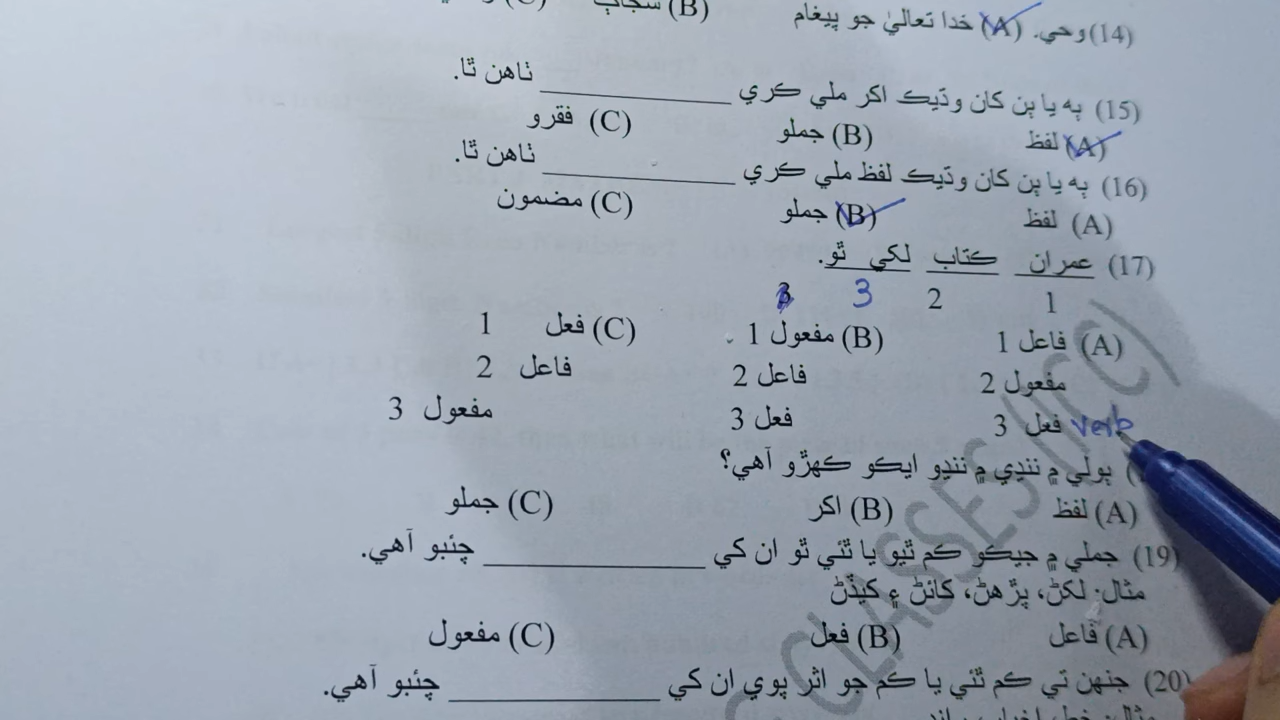 (14) وحي. (A) خدا تعاليٰ جو پيغام (B) سڃاڻ (C)
(15) ٻه يا ٻن کان وڌيڪ اکر ملي ڪري ________ ٺاهن ٿا.
(A) لفظ (B) جملو (C) فقرو
(16) ٻه يا ٻن کان وڌيڪ لفظ ملي ڪري ________ ٺاهن ٿا.
(A) لفظ (B) جملو (C) مضمون
(17) عمران ڪتاب لکي ٿو.
1 2 3
(A) فاعل 1 (B) مفعول 1 (C) فعل 1
مفعول 2 فاعل 2 فاعل 2
verb فعل 3 فعل 3 مفعول 3
ٻولي ۾ ننڍي ۾ ننڍو ايڪو ڪهڙو آهي؟
(A) لفظ (B) اکر (C) جملو
(19) جملي ۾ جيڪو ڪم ٿيو يا ٿئي ٿو ان کي ________ چئبو آهي.
مثال: لکڻ، پڙهڻ، کائڻ ۽ کيڏڻ
(A) فاعل (B) فعل (C) مفعول
(20) جنهن تي ڪم ٿئي يا ڪم جو اثر پوي ان کي ________ چئبو آهي.
CLASSES (UCC)